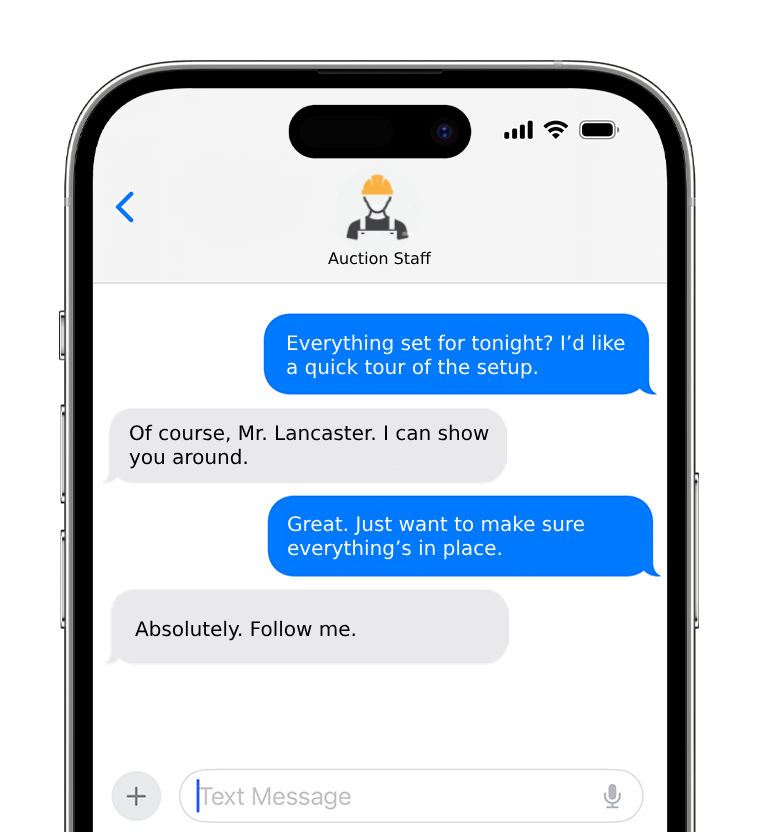 Auction Staff
Everything set for tonight? I’d like
a quick tour of the setup.
Of course, Mr. Lancaster. I can show
you around.
Great. Just want to make sure
everything’s in place.
Absolutely. Follow me.
Text Message